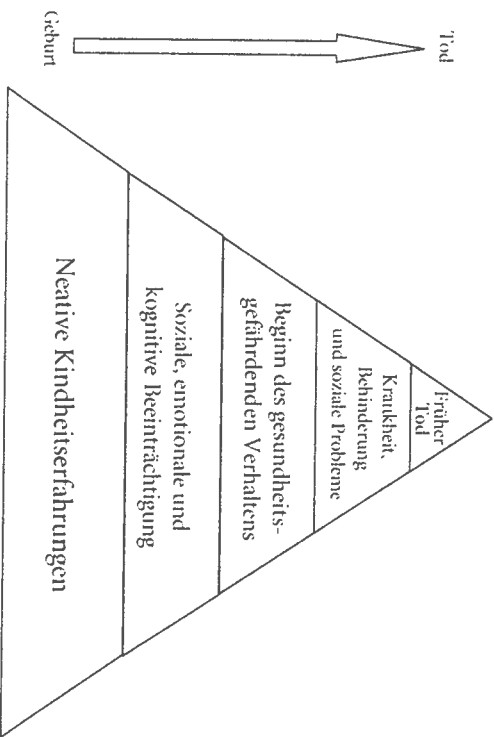 Tod
Geburt
Früher
Tod
Krankheit,
Behinderung
und soziale Probleme
Beginn des gesundheits-
gefährdenden Verhaltens
Soziale, emotionale und
kognitive Beeinträchtigung
Neative Kindheitserfahrungen